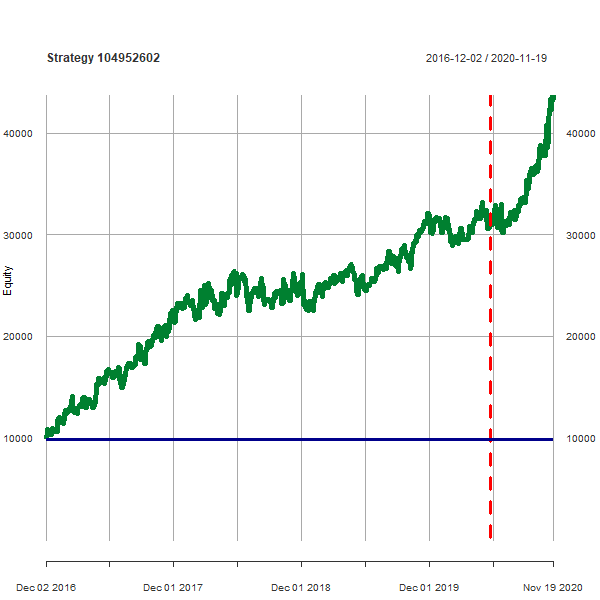 Strategy 104952602
2016-12-02 / 2020-11-19
40000 40000
30000 30000
Equity
20000 20000
10000 10000
Dec 02 2016 Dec 01 2017 Dec 01 2018 Dec 01 2019 Nov 19 2020